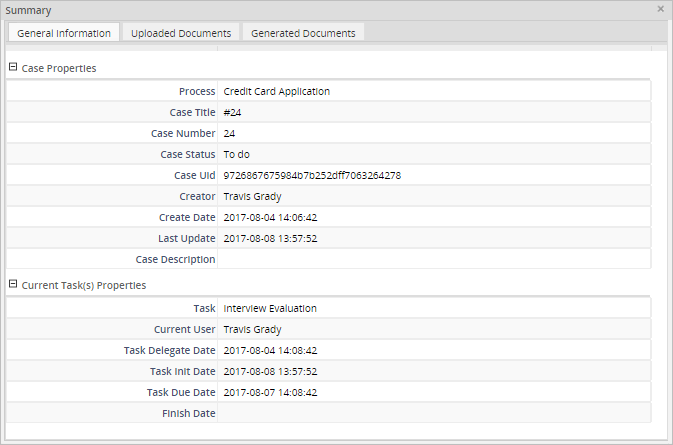 Summary
General Information Uploaded Documents Generated Documents
Case Properties
Process Credit Card Application
Case Title #24
Case Number 24
Case Status To do
Case Uid 9726867675984b7b252dff7063264278
Creator Travis Grady
Create Date 2017-08-04 14:06:42
Last Update 2017-08-08 13:57:52
Case Description
Current Task(s) Properties
Task Interview Evaluation
Current User Travis Grady
Task Delegate Date 2017-08-04 14:08:42
Task Init Date 2017-08-08 13:57:52
Task Due Date 2017-08-07 14:08:42
Finish Date